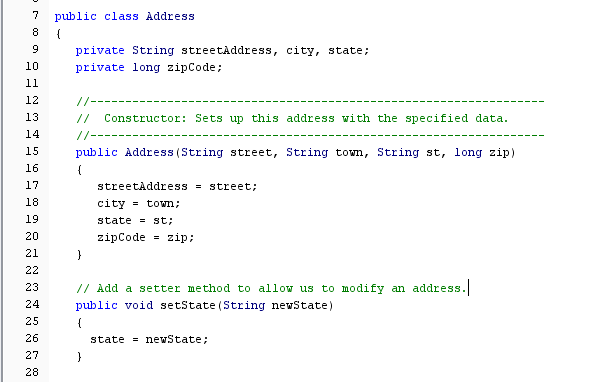 7 public class Address
8 {
9 private String streetAddress, city, state;
10 private long zipCode;
11
12 //-----------------------------------------------------------------
13 //  Constructor: Sets up this address with the specified data.
14 //-----------------------------------------------------------------
15 public Address(String street, String town, String st, long zip)
16 {
17 streetAddress = street;
18 city = town;
19 state = st;
20 zipCode = zip;
21 }
22
23 // Add a setter method to allow us to modify an address.
24 public void setState(String newState)
25 {
26 state = newState;
27 }
28